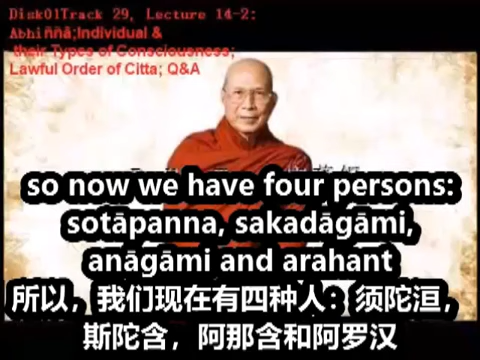 Disk01Track 29, Lecture 14-2:
Abhiññā;Individual &
their Types of Consciousness;
Lawful Order of Citta; Q&A
so now we have four persons:
sotāpanna, sakadāgāmi,
anāgāmi and arahant
所以，我们现在有四种人：须陀洹，
斯陀含，阿那含和阿罗汉